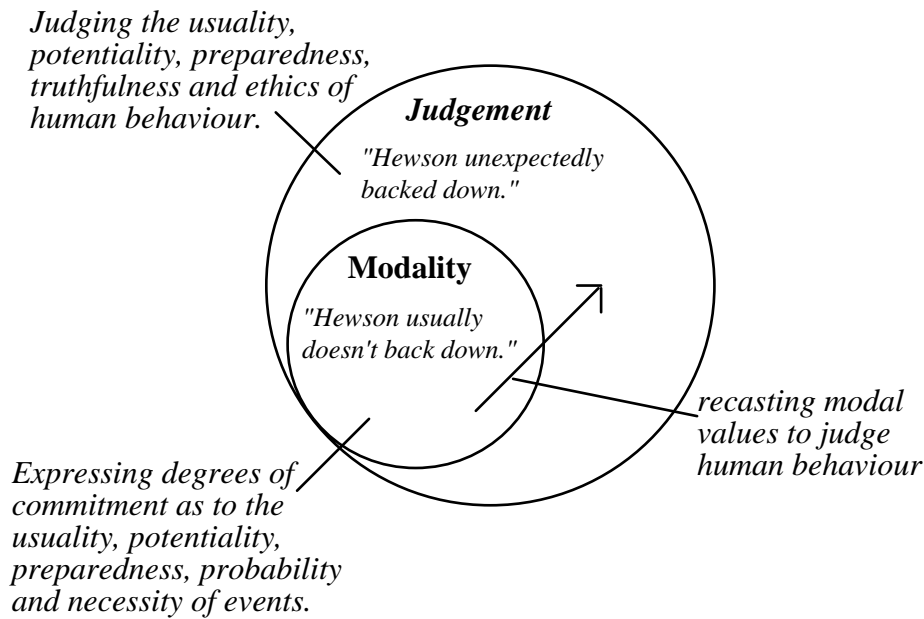 Judging the usuality,
potentiality, preparedness,
truthfulness and ethics of
human behaviour.
Judgement
"Hewson unexpectedly
backed down."
Modality
"Hewson usually
doesn't back down."
recasting modal
values to judge
human behaviour
Expressing degrees of
commitment as to the
usuality, potentiality,
preparedness, probability
and necessity of events.